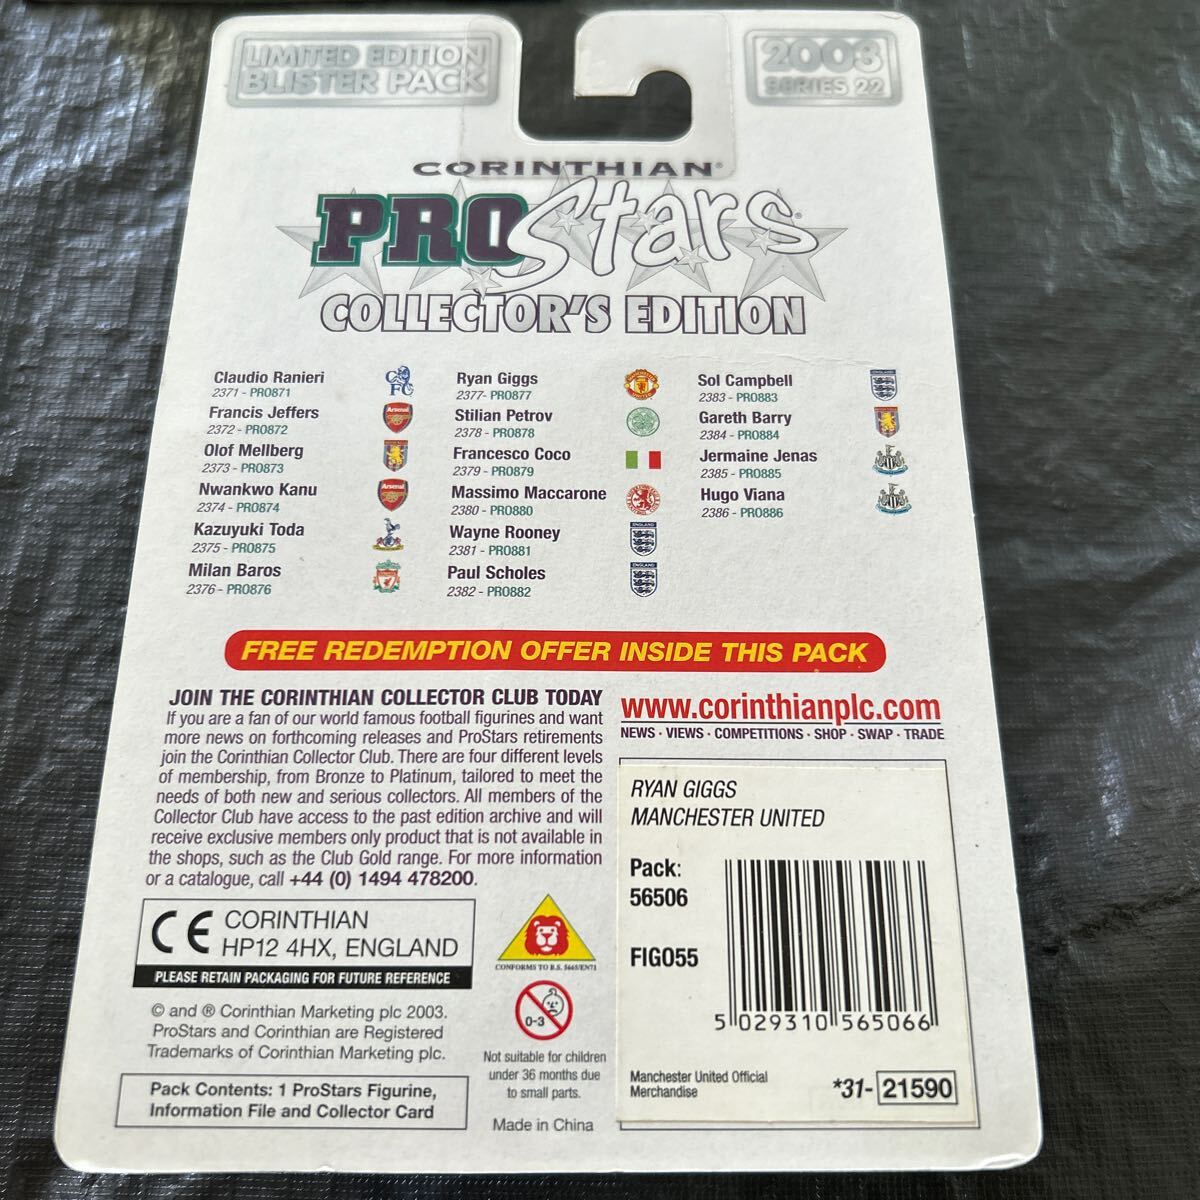 LIMITED EDITION
BLISTER PACK
2003
SERIES 22
CORINTHIAN®
PRO Stars®
COLLECTOR'S EDITION
Claudio Ranieri
2371 - PRO871
Francis Jeffers
2372 - PRO872
Olof Mellberg
2373 - PRO873
Nwankwo Kanu
2374 - PRO874
Kazuyuki Toda
2375 - PRO875
Milan Baros
2376 - PRO876
Ryan Giggs
2377- PRO877
Stilian Petrov
2378 - PRO878
Francesco Coco
2379 - PRO879
Massimo Maccarone
2380 - PRO880
Wayne Rooney
2381 - PRO881
Paul Scholes
2382 - PRO882
Sol Campbell
2383 - PRO883
Gareth Barry
2384 - PRO884
Jermaine Jenas
2385 - PRO885
Hugo Viana
2386 - PRO886
Arsenal
Arsenal
ENGLAND
ENGLAND
FREE REDEMPTION OFFER INSIDE THIS PACK
JOIN THE CORINTHIAN COLLECTOR CLUB TODAY
If you are a fan of our world famous football figurines and want
more news on forthcoming releases and ProStars retirements
join the Corinthian Collector Club. There are four different levels
of membership, from Bronze to Platinum, tailored to meet the
needs of both new and serious collectors. All members of the
Collector Club have access to the past edition archive and will
receive exclusive members only product that is not available in
the shops, such as the Club Gold range. For more information
or a catalogue, call +44 (0) 1494 478200.
www.corinthianplc.com
NEWS · VIEWS · COMPETITIONS · SHOP · SWAP · TRADE
RYAN GIGGS
MANCHESTER UNITED
Pack:
56506
FIG055
5 029310 565066
Manchester United Official
Merchandise
*31- 21590
CE CORINTHIAN
HP12 4HX, ENGLAND
PLEASE RETAIN PACKAGING FOR FUTURE REFERENCE
© and ® Corinthian Marketing plc 2003.
ProStars and Corinthian are Registered
Trademarks of Corinthian Marketing plc.
Pack Contents: 1 ProStars Figurine,
Information File and Collector Card
CONFORMS TO B.S. 5665/EN71
0-3
Not suitable for children
under 36 months due
to small parts.
Made in China